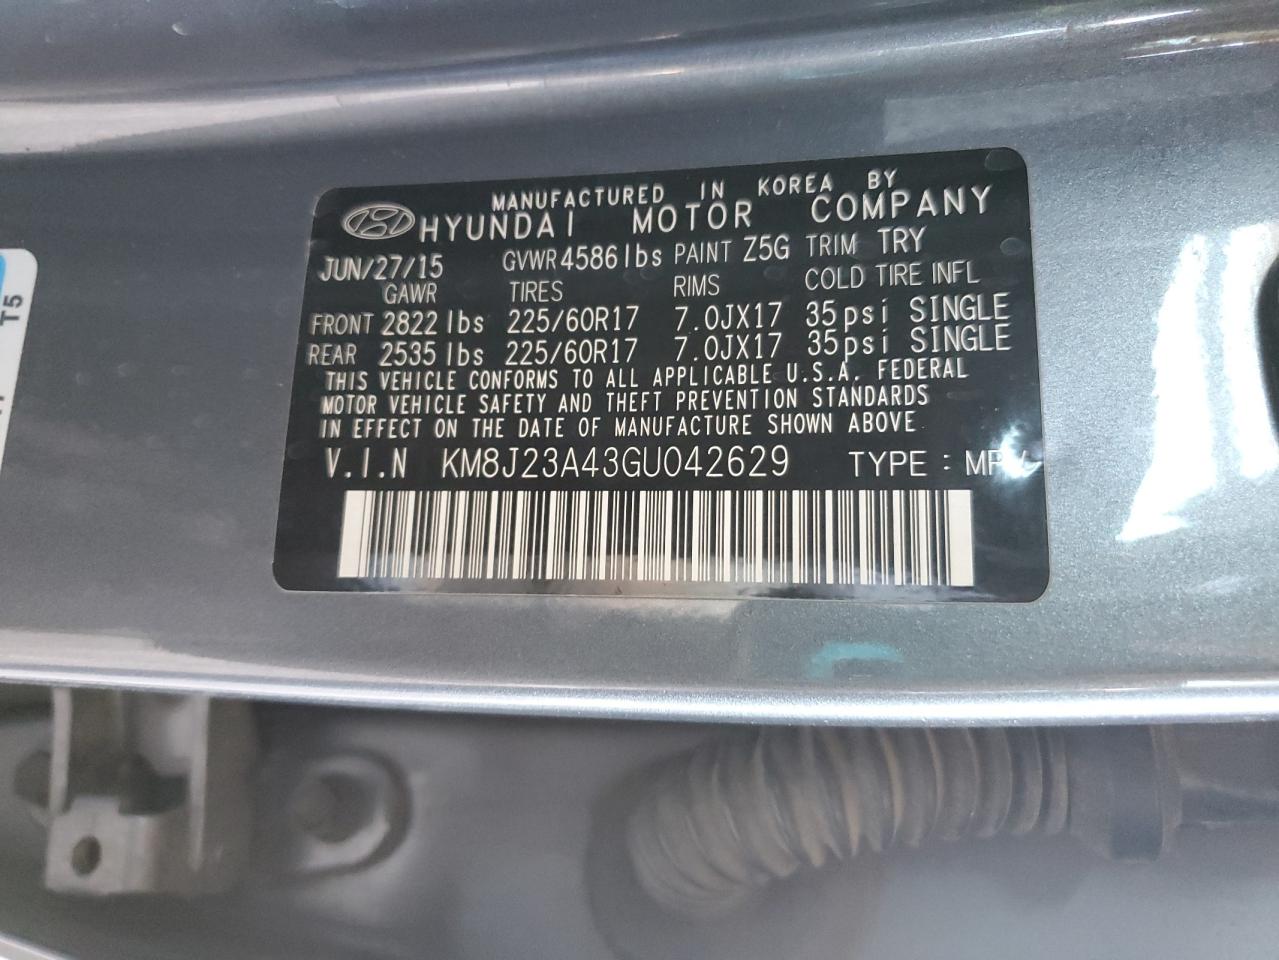 MANUFACTURED IN KOREA BY
HYUNDAI MOTOR COMPANY
JUN/27/15 GVWR 4586 lbs PAINT Z5G TRIM TRY
GAWR TIRES RIMS COLD TIRE INFL
FRONT 2822 lbs 225/60R17 7.0JX17 35psi SINGLE
REAR 2535 lbs 225/60R17 7.0JX17 35psi SINGLE
THIS VEHICLE CONFORMS TO ALL APPLICABLE U.S.A. FEDERAL
MOTOR VEHICLE SAFETY AND THEFT PREVENTION STANDARDS
IN EFFECT ON THE DATE OF MANUFACTURE SHOWN ABOVE
V.I.N KM8J23A43GU042629 TYPE : MPV
T5